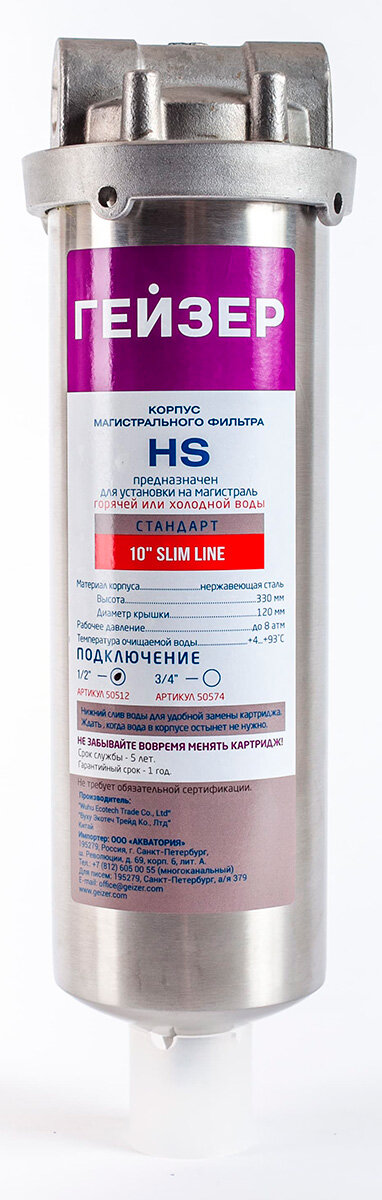 ГЕЙЗЕР
КОРПУС
МАГИСТРАЛЬНОГО ФИЛЬТРА
HS
предназначен
для установки на магистраль
горячей или холодной воды
СТАНДАРТ
10" SLIM LINE
Материал корпуса..........нержавеющая сталь
Высота..........330 мм
Диаметр крышки..........120 мм
Рабочее давление..........до 8 атм
Температура очищаемой воды..........+4...+93°С
ПОДКЛЮЧЕНИЕ
1/2" 3/4"
АРТИКУЛ 50512 АРТИКУЛ 50574
Нижний слив воды для удобной замены картриджа.
Ждать, когда вода в корпусе остынет не нужно.
НЕ ЗАБЫВАЙТЕ ВОВРЕМЯ МЕНЯТЬ КАРТРИДЖ!
Срок службы - 5 лет.
Гарантийный срок - 1 год.
Не требует обязательной сертификации.
Производитель:
"Wuhu Ecotech Trade Co., Ltd"
"Вуху Экотеч Трейд Ко., Лтд"
Китай
Импортер: ООО «АКВАТОРИЯ»
195279, Россия, г. Санкт-Петербург,
ш. Революции, д. 69, корп. 6, лит. А.
Тел.: +7 (812) 605 00 55 (многоканальный)
Для писем: 195279, Санкт-Петербург, а/я 379
E-mail: office@geizer.com
www.geizer.com